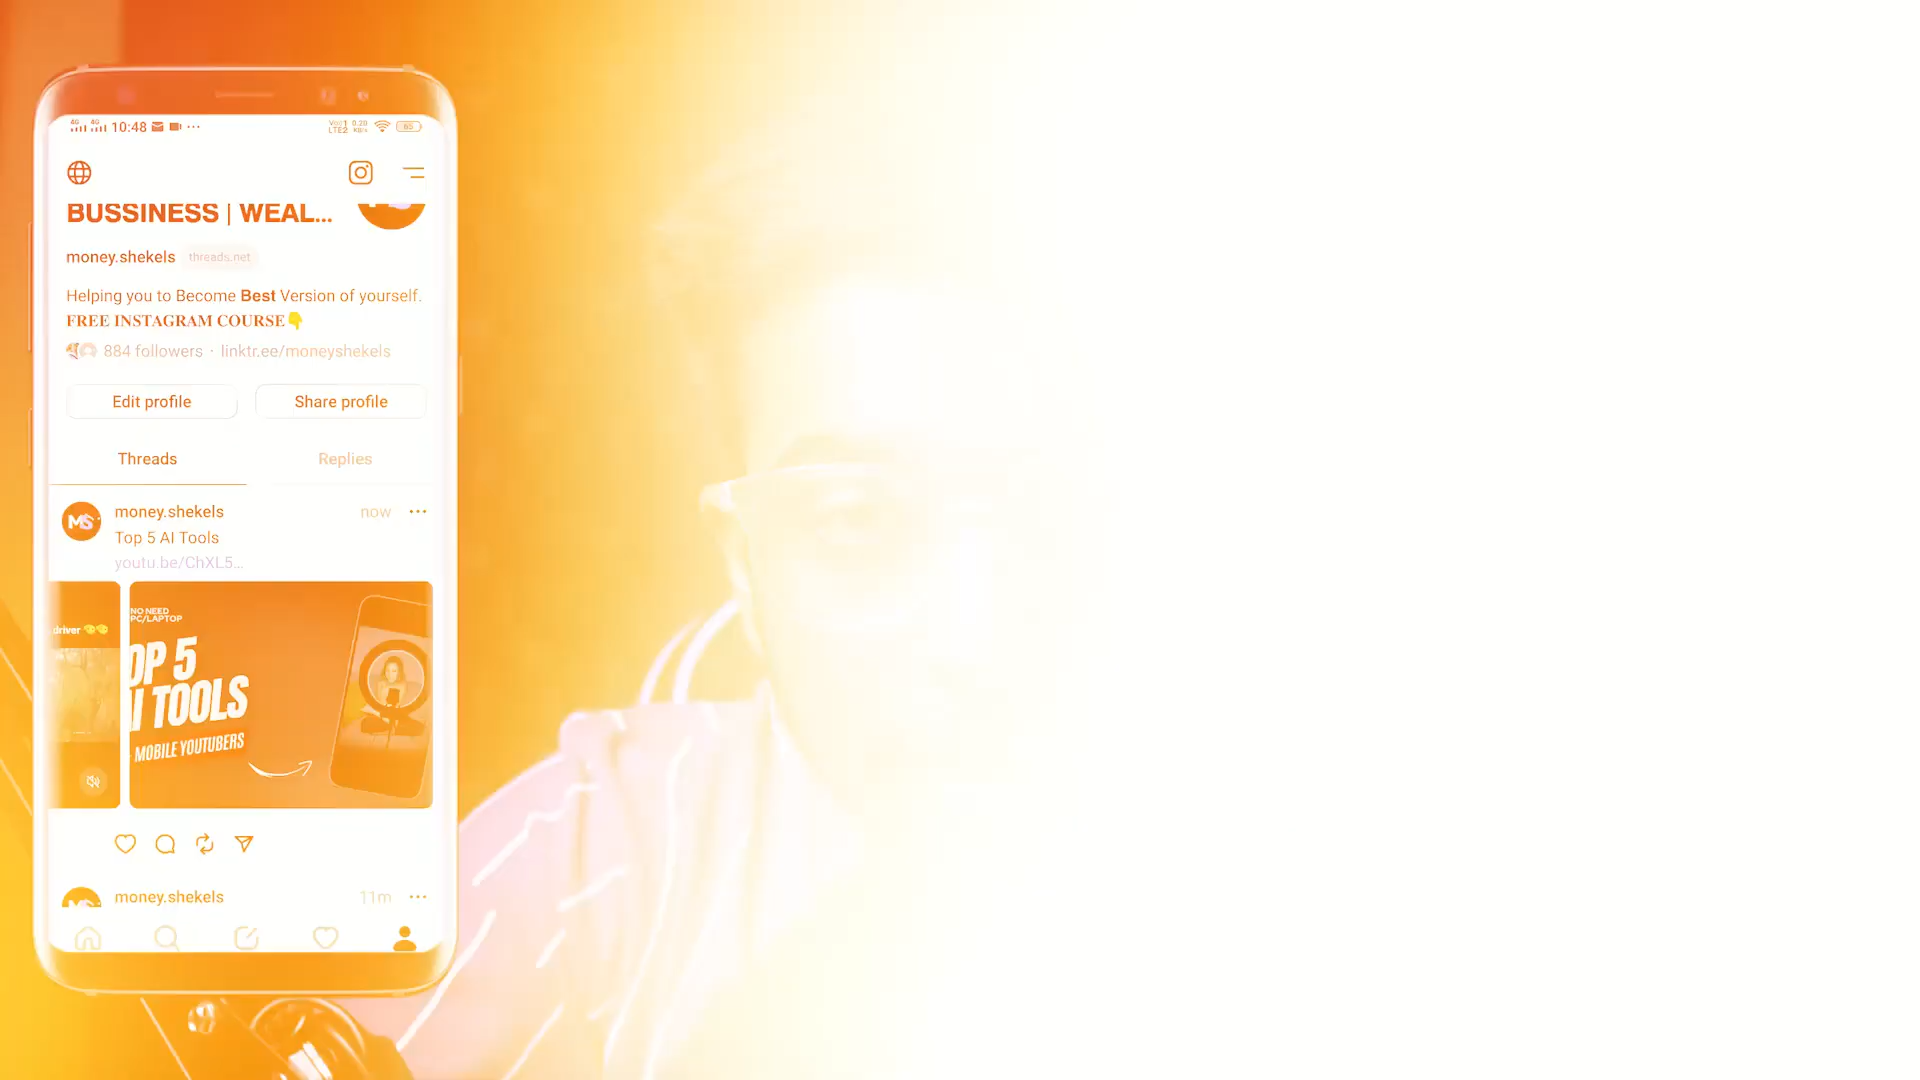 10:48
BUSSINESS | WEAL...
money.shekels threads.net
Helping you to Become Best Version of yourself.
FREE INSTAGRAM COURSE👇
884 followers · linktr.ee/moneyshekels
Edit profile Share profile
Threads Replies
MS money.shekels now
Top 5 AI Tools
youtu.be/ChXL5...
driver
NO NEED
PC/LAPTOP
OP 5
I TOOLS
MOBILE YOUTUBERS
money.shekels 11m